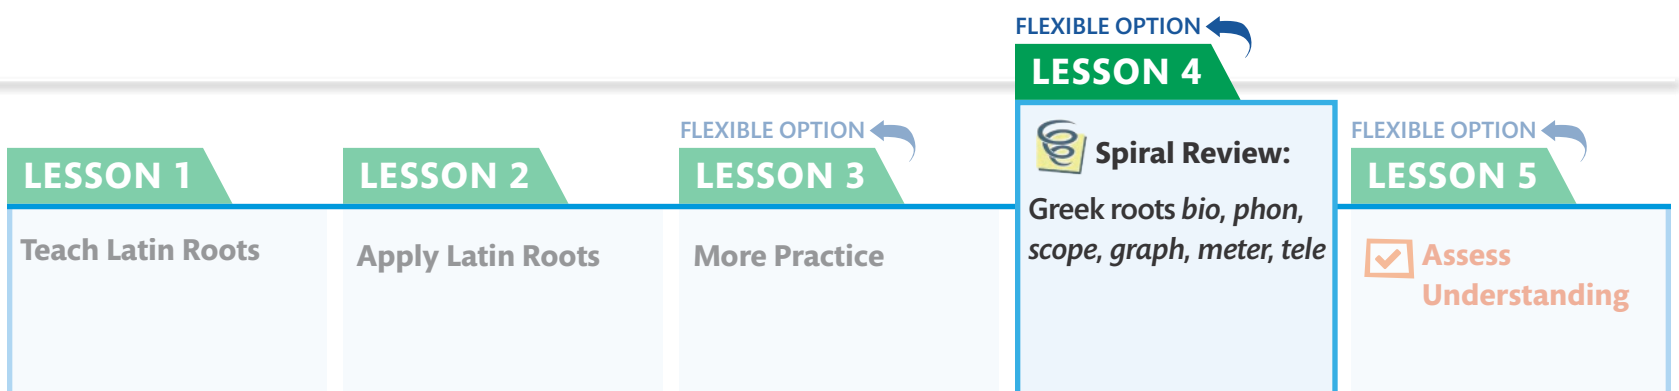 LESSON 1
Teach Latin Roots
LESSON 2
Apply Latin Roots
FLEXIBLE OPTION
LESSON 3
More Practice
FLEXIBLE OPTION
LESSON 4
Spiral Review:
Greek roots bio, phon,
scope, graph, meter, tele
FLEXIBLE OPTION
LESSON 5
Assess
Understanding